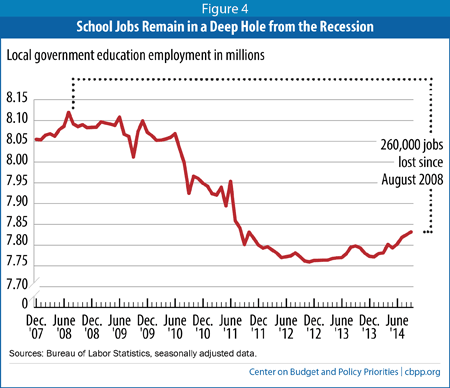 Figure 4
School Jobs Remain in a Deep Hole from the Recession
Local government education employment in millions
8.15
8.10
8.05
8.00
7.95
7.90
7.85
7.80
7.75
7.70
0
260,000 jobs
lost since
August 2008
Dec. June Dec. June Dec. June Dec. June Dec. June Dec. June Dec. June
'07 '08 '08 '09 '09 '10 '10 '11 '11 '12 '12 '13 '13 '14
Sources: Bureau of Labor Statistics, seasonally adjusted data.
Center on Budget and Policy Priorities | cbpp.org